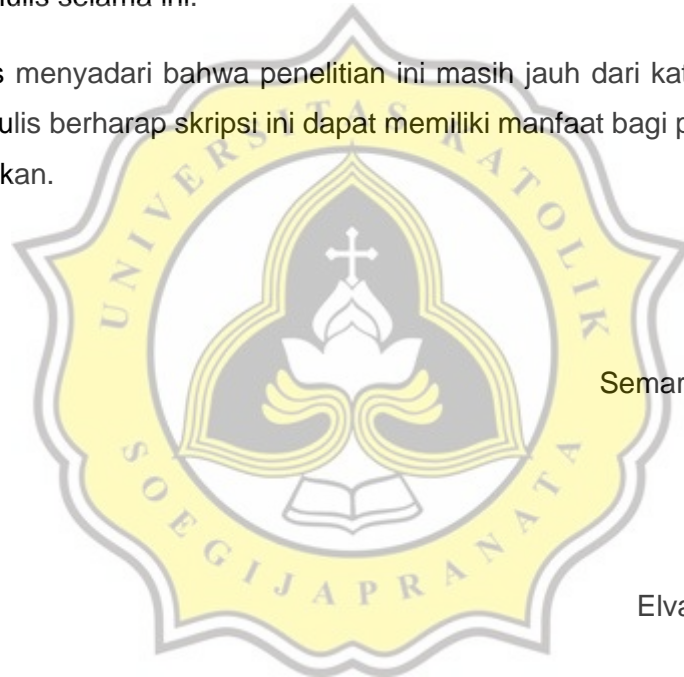 ulis selama ini.
s menyadari bahwa penelitian ini masih jauh dari kat
ulis berharap skripsi ini dapat memiliki manfaat bagi p
kan.
UNIVERSITAS KATOLIK
Semar
SOEGIJAPRANATA
Elva